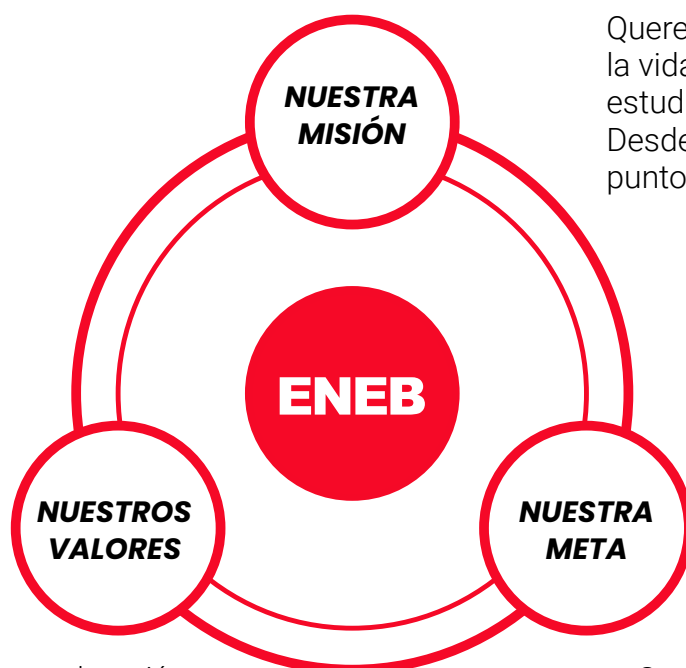 NUESTRA
MISIÓN
Quere
la vida
estud
Desde
punto
ENEB
NUESTROS
VALORES
NUESTRA
META